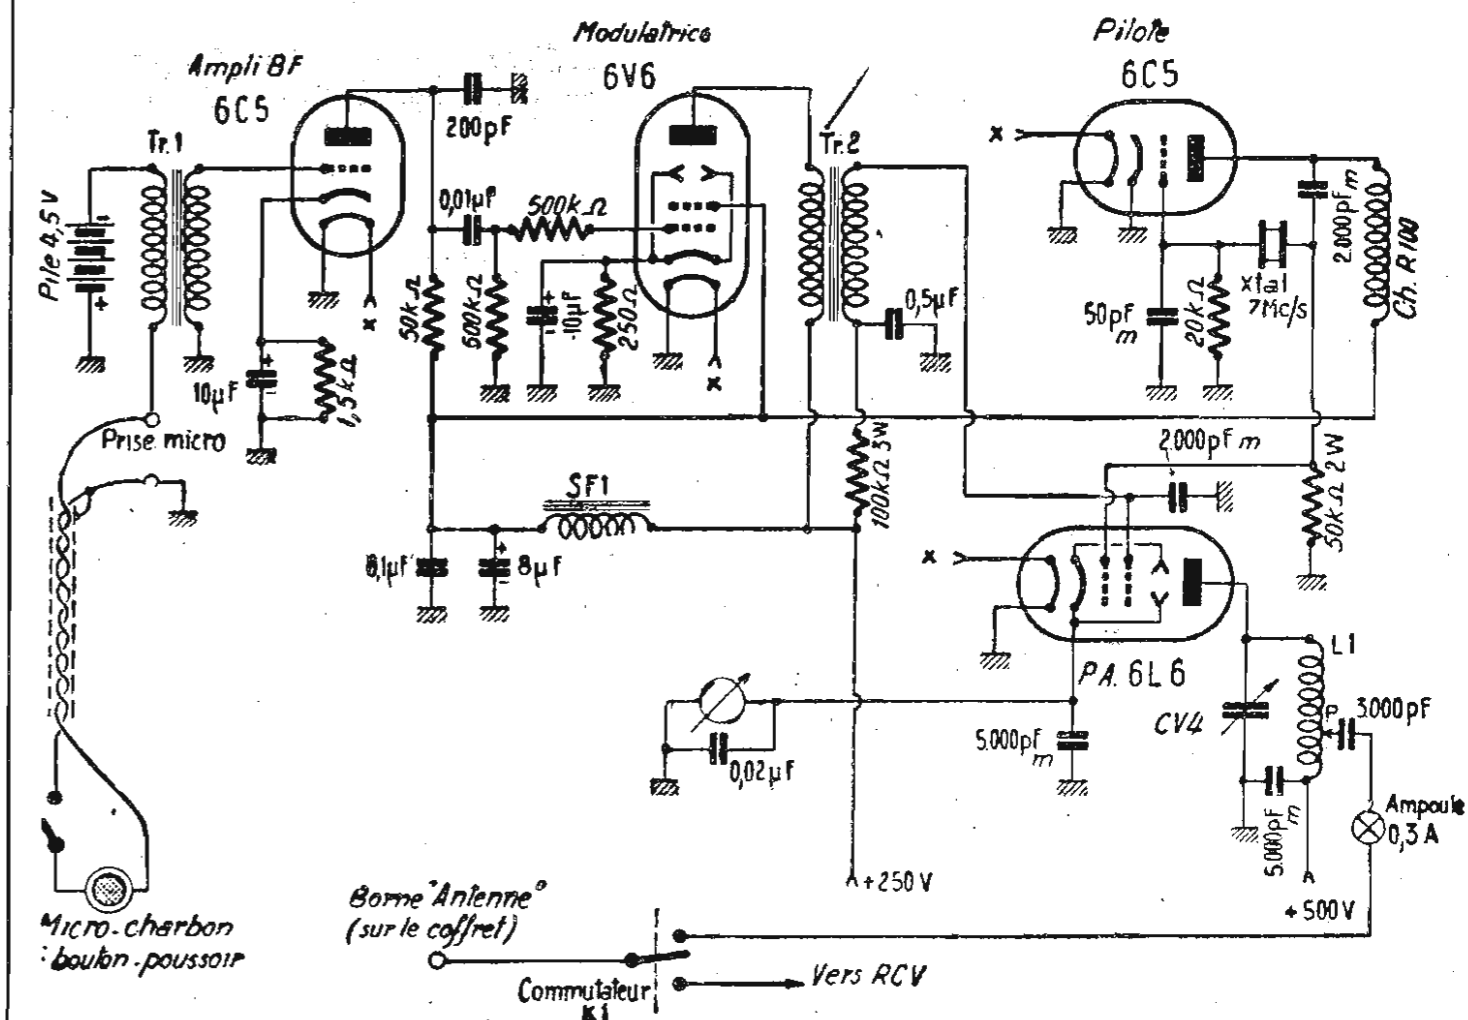 Ampli BF
6C5
Modulatrice
6V6
Pilote
6C5
Tr.1
200pF
Tr.2
x
Pile 4,5V
-
+
0,01µF
500kΩ
2.000pF m
Ch. R100
50kΩ
500kΩ
+
-
10µF
250Ω
0,5µF
50pF
m
20kΩ
xtal
7Mc/s
x
x
10µF
+
-
1,5kΩ
Prise micro
100kΩ 3W
2.000pF m
50kΩ 2W
SF1
0,1µF
+
-
8µF
x
PA. 6L6
L1
CV4
P
3.000pF
5.000pF
m
0,02µF
5.000pF
m
Ampoule
0,3A
+250V
+500V
Micro-charbon
bouton-poussoir
Borne "Antenne"
(sur le coffret)
Commutateur
K1
Vers RCV